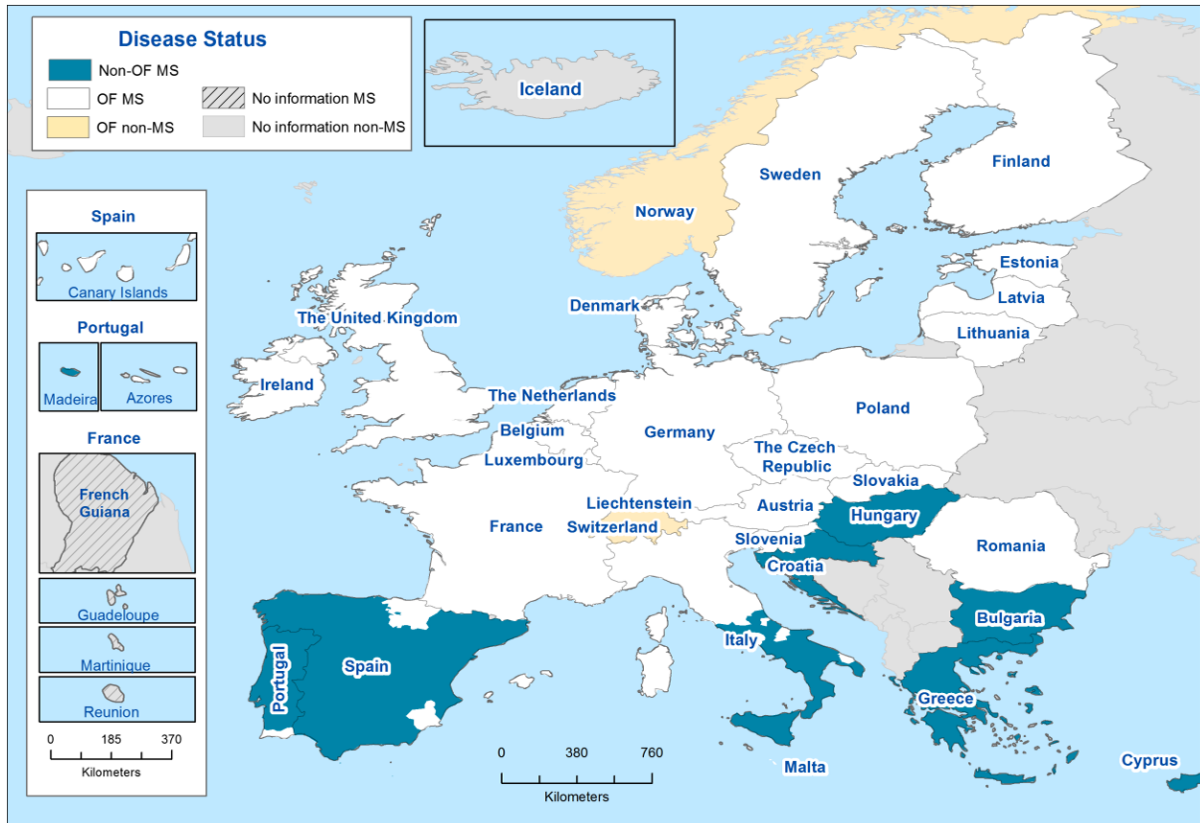 Disease Status
Non-OF MS
OF MS
No information MS
OF non-MS
No information non-MS
Iceland
Spain
Canary Islands
Portugal
Madeira
Azores
France
French
Guiana
Guadeloupe
Martinique
Reunion
0 185 370
Kilometers
Finland
Sweden
Norway
Estonia
Latvia
Lithuania
Denmark
The United Kingdom
Ireland
The Netherlands
Poland
Belgium
Germany
The Czech
Republic
Luxembourg
Slovakia
Liechtenstein
Austria
Hungary
France
Switzerland
Slovenia
Romania
Croatia
Bulgaria
Italy
Spain
Portugal
Greece
Cyprus
Malta
0 380 760
Kilometers